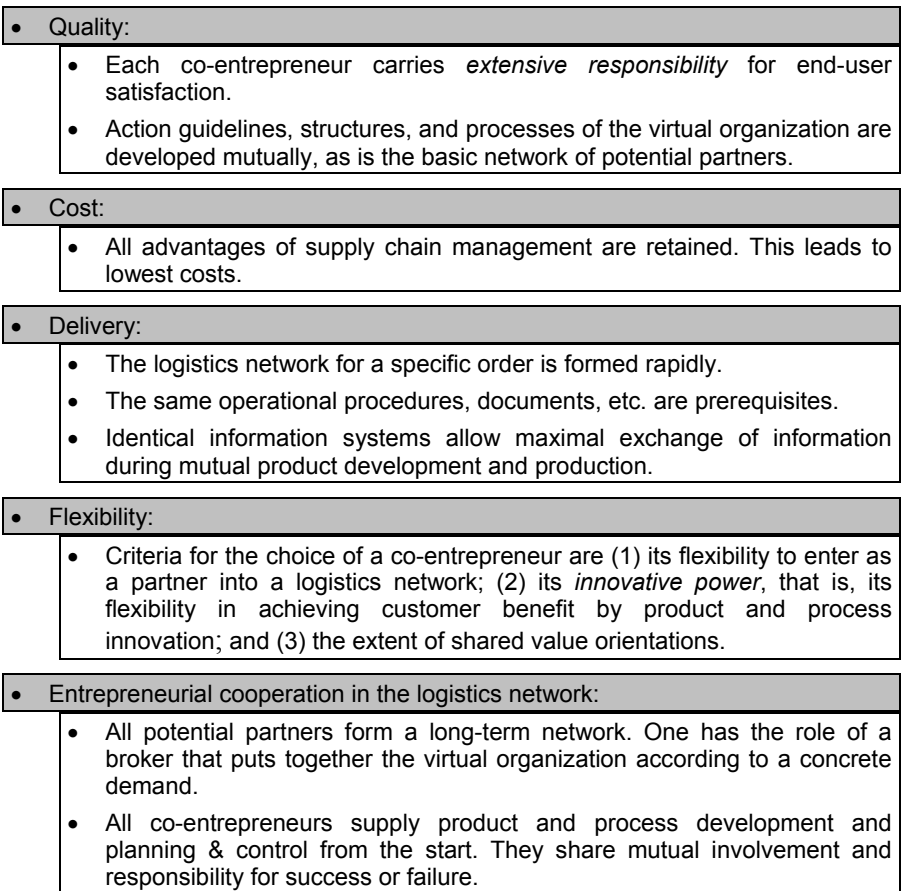 • Quality:
• Each co-entrepreneur carries extensive responsibility for end-user
satisfaction.
• Action guidelines, structures, and processes of the virtual organization are
developed mutually, as is the basic network of potential partners.
• Cost:
• All advantages of supply chain management are retained. This leads to
lowest costs.
• Delivery:
• The logistics network for a specific order is formed rapidly.
• The same operational procedures, documents, etc. are prerequisites.
• Identical information systems allow maximal exchange of information
during mutual product development and production.
• Flexibility:
• Criteria for the choice of a co-entrepreneur are (1) its flexibility to enter as
a partner into a logistics network; (2) its innovative power, that is, its
flexibility in achieving customer benefit by product and process
innovation; and (3) the extent of shared value orientations.
• Entrepreneurial cooperation in the logistics network:
• All potential partners form a long-term network. One has the role of a
broker that puts together the virtual organization according to a concrete
demand.
• All co-entrepreneurs supply product and process development and
planning & control from the start. They share mutual involvement and
responsibility for success or failure.